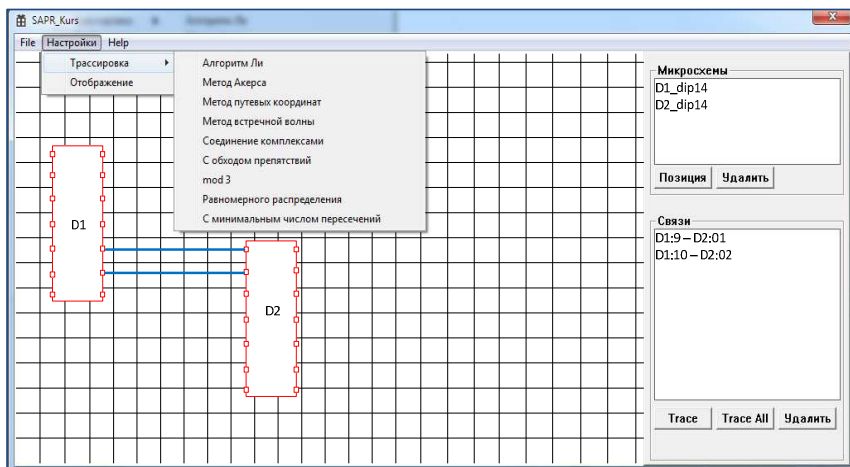 SAPR_Kurs
File Настройки Help
Трассировка
Отображение
Алгоритм Ли
Метод Акерса
Метод путевых координат
Метод встречной волны
Соединение комплексами
С обходом препятствий
mod 3
Равномерного распределения
С минимальным числом пересечений
D1
D2
Микросхемы
D1_dip14
D2_dip14
Позиция Удалить
Связи
D1:9 – D2:01
D1:10 – D2:02
Trace Trace All Удалить